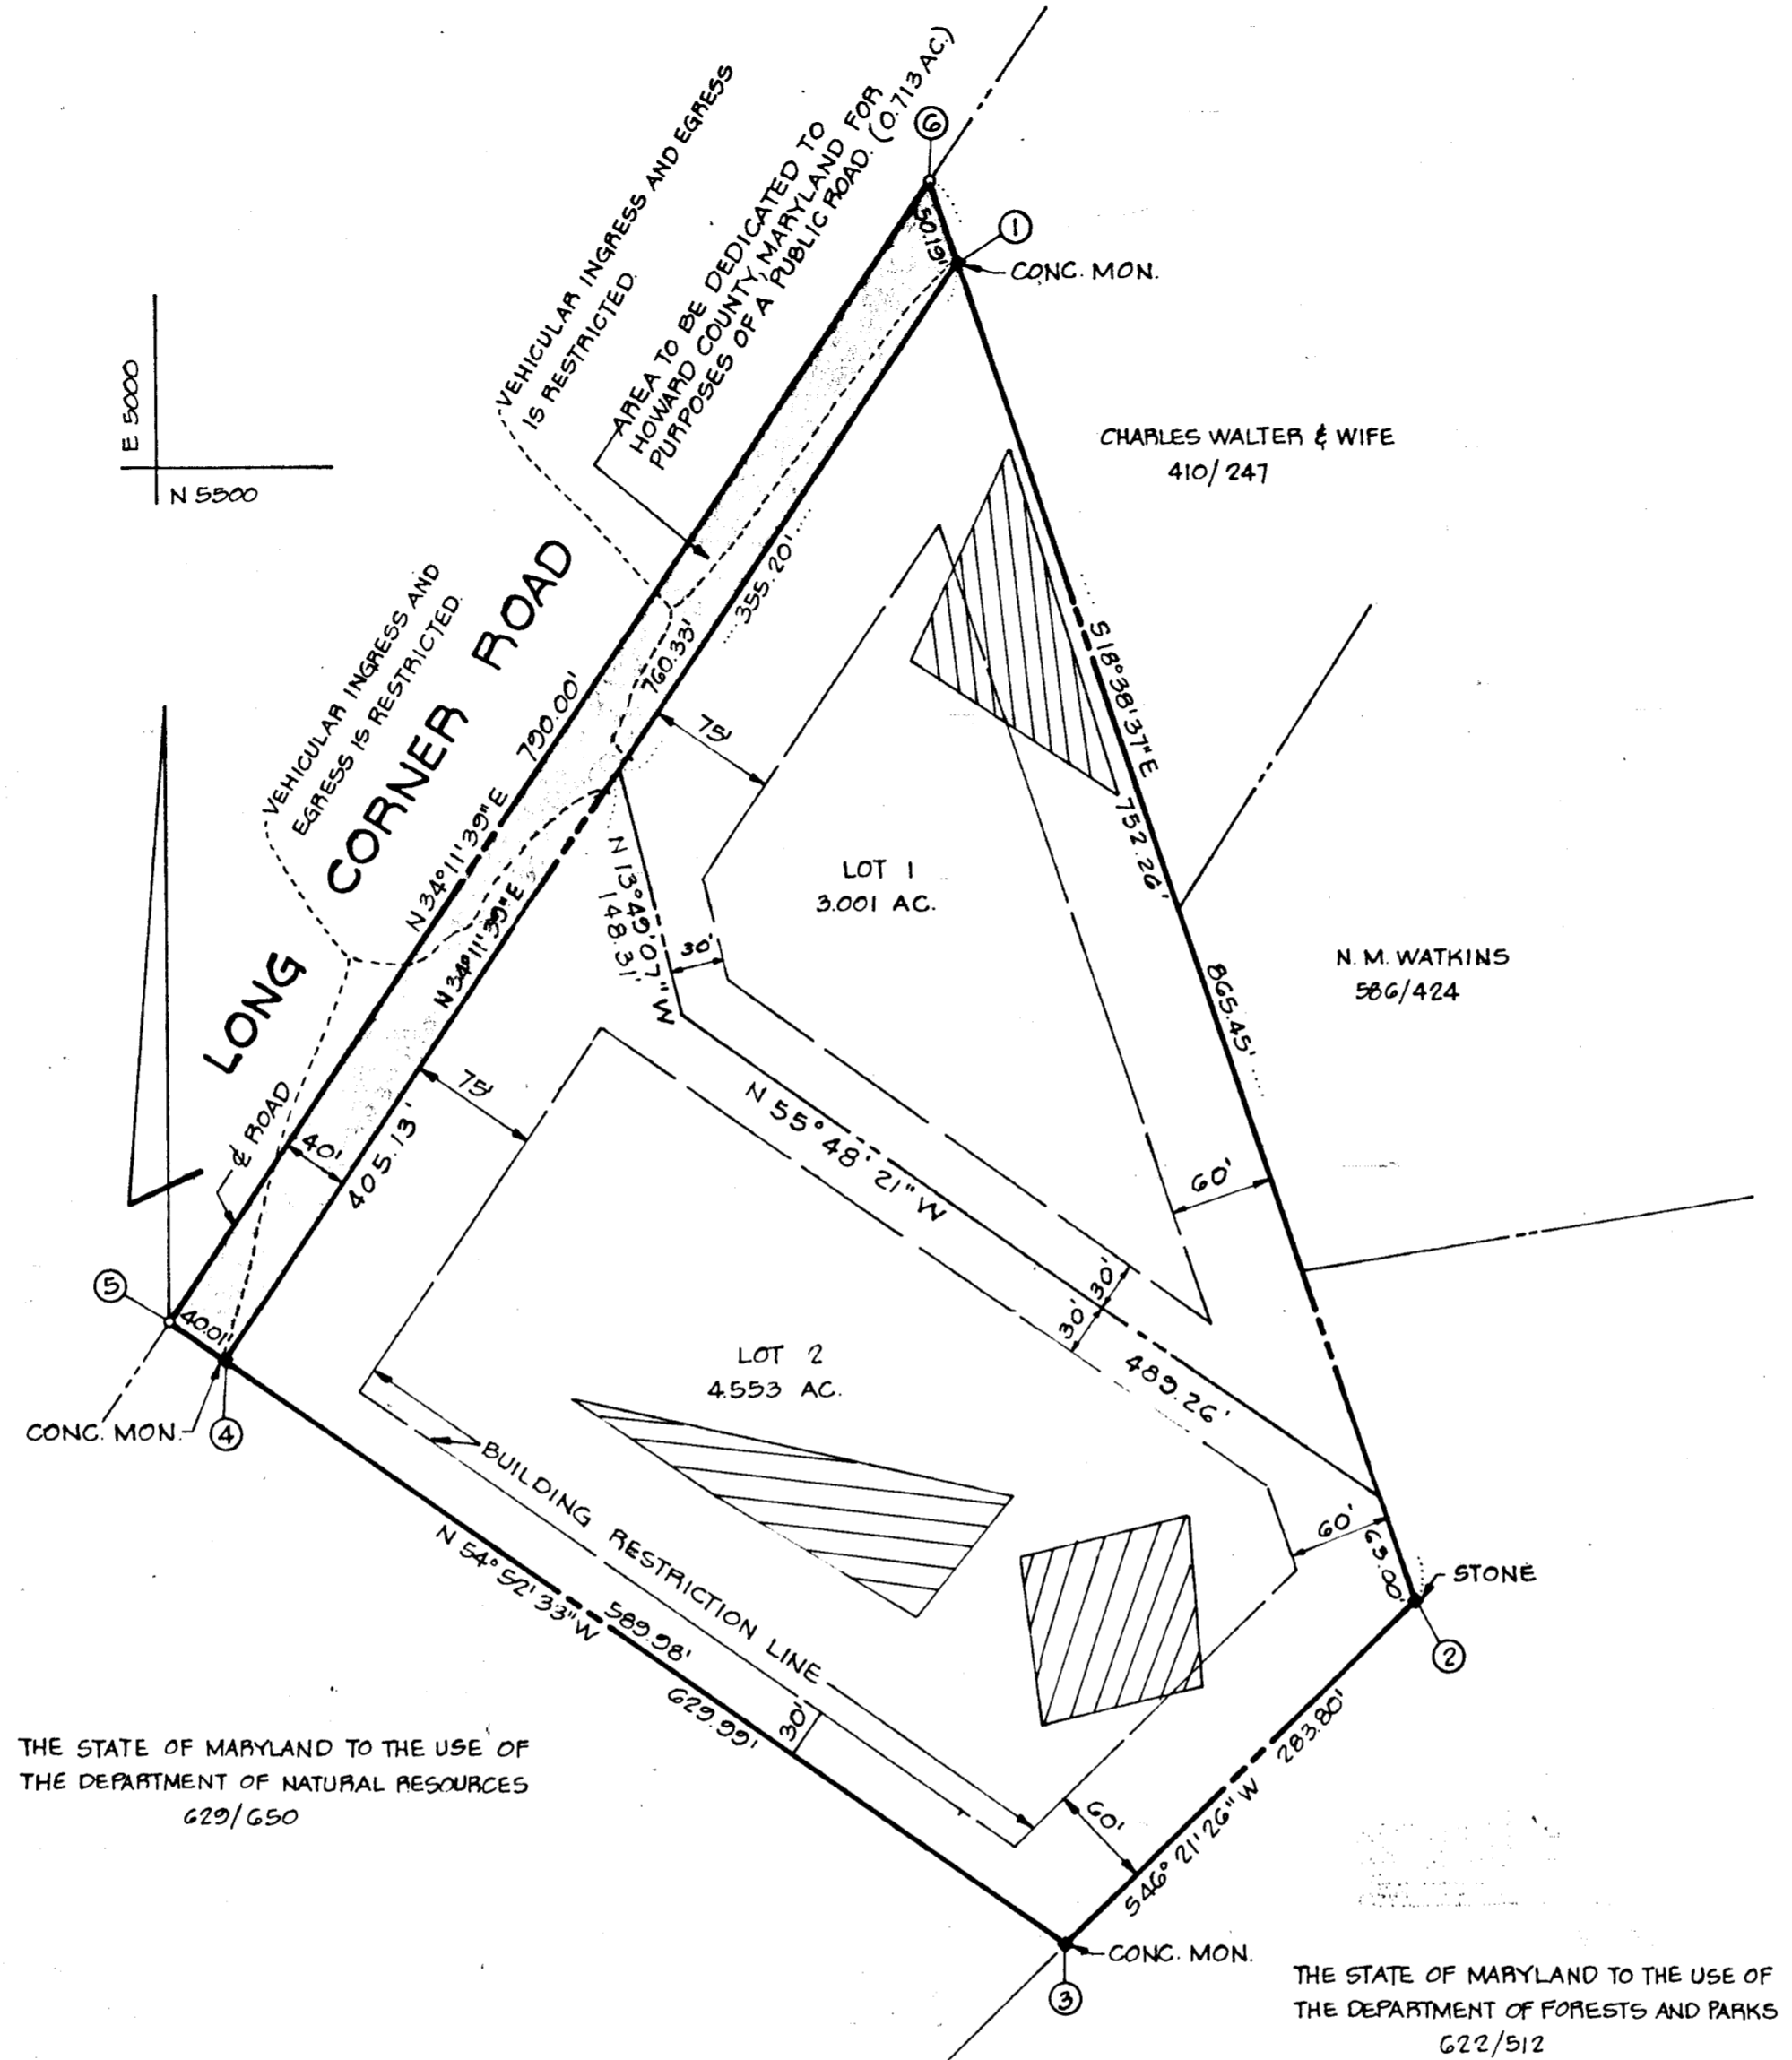 VEHICULAR INGRESS AND EGRESS
IS RESTRICTED.
AREA TO BE DEDICATED TO
HOWARD COUNTY, MARYLAND FOR
PURPOSES OF A PUBLIC ROAD. (0.713 AC.)
6
50.19'
1
CONC. MON.
E 5000
N 5500
CHARLES WALTER & WIFE
410/247
VEHICULAR INGRESS AND
EGRESS IS RESTRICTED.
LONG CORNER ROAD
N 34° 11' 39" E 790.00'
760.33'
355.20'
N 34° 11' 39" E
405.13'
75'
S 18° 38' 37" E
752.26'
865.45'
LOT 1
3.001 AC.
N 13° 49' 07" W
148.31'
30'
N. M. WATKINS
586/424
75'
N 55° 48' 21" W
489.26'
60'
℄ ROAD
40'
30'
30'
5
40.01'
CONC. MON.
4
LOT 2
4.553 AC.
BUILDING RESTRICTION LINE
60'
63.08'
STONE
2
N 54° 52' 33" W
589.98'
629.99'
30'
283.80'
S46° 21' 26" W
60'
THE STATE OF MARYLAND TO THE USE OF
THE DEPARTMENT OF NATURAL RESOURCES
629/650
CONC. MON.
3
THE STATE OF MARYLAND TO THE USE OF
THE DEPARTMENT OF FORESTS AND PARKS
622/512